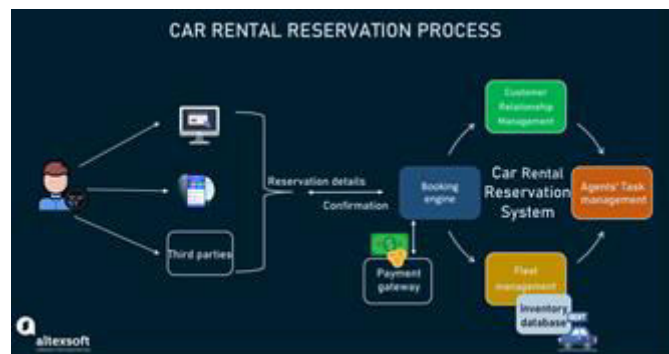 CAR RENTAL RESERVATION PROCESS
Third parties
Reservation details
Confirmation
Booking
engine
Payment
gateway
Customer
Relationship
Management
Car Rental
Reservation
System
Agents' Task
management
Fleet
management
Inventory
database
altexsoft